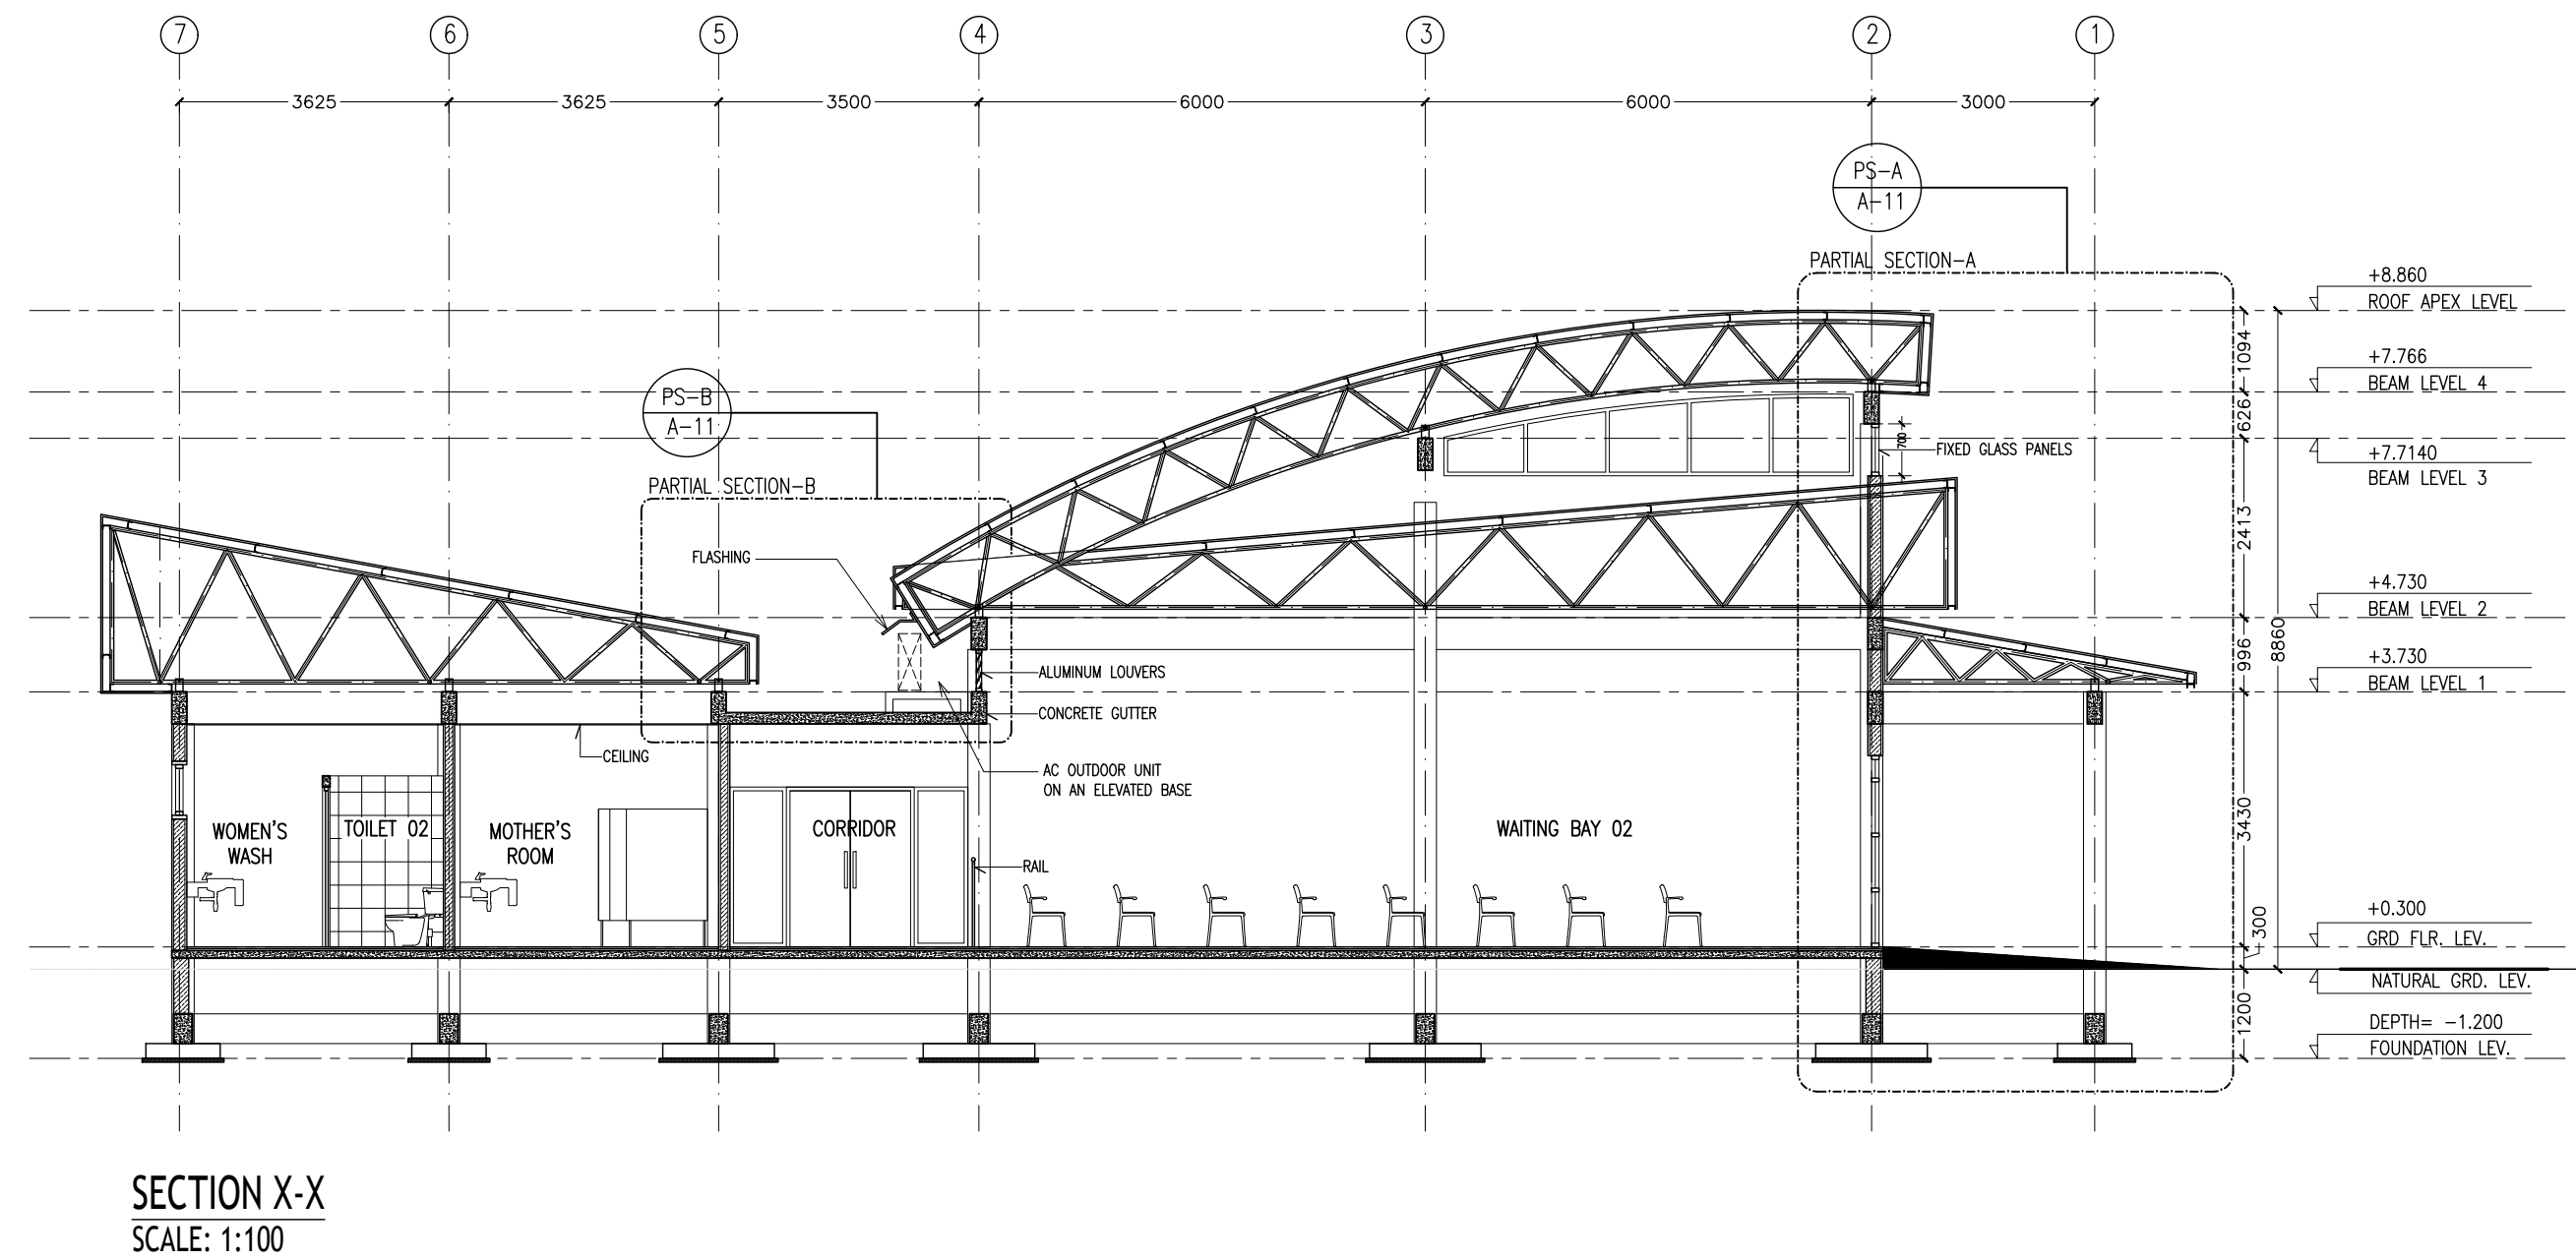 7
6
5
4
3
2
1
3625
3625
3500
6000
6000
3000
PS-A
A-11
PARTIAL SECTION-A
+8.860
ROOF APEX LEVEL
1094
+7.766
BEAM LEVEL 4
626
PS-B
A-11
700
FIXED GLASS PANELS
+7.7140
BEAM LEVEL 3
PARTIAL SECTION-B
2413
FLASHING
+4.730
BEAM LEVEL 2
8860
996
+3.730
BEAM LEVEL 1
ALUMINUM LOUVERS
CONCRETE GUTTER
CEILING
AC OUTDOOR UNIT
ON AN ELEVATED BASE
WOMEN'S
WASH
TOILET 02
MOTHER'S
ROOM
CORRIDOR
WAITING BAY 02
3430
RAIL
+0.300
GRD FLR. LEV.
300
NATURAL GRD. LEV.
1200
DEPTH= -1.200
FOUNDATION LEV.
SECTION X-X
SCALE: 1:100